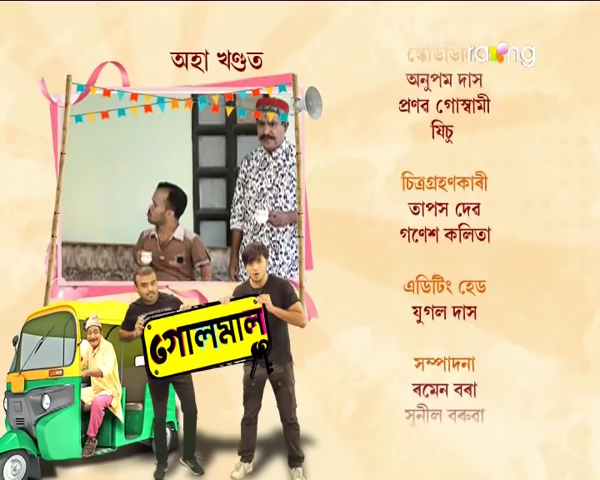 অহা খণ্ডত
rang
অনুপম দাস
প্ৰণৱ গোস্বামী
যিচু
চিত্ৰগ্ৰহণকাৰী
তাপস দেৱ
গণেশ কলিতা
এডিটিং হেড
যুগল দাস
সম্পাদনা
ৰমেন বৰা
সুনীল বৰুৱা
গোলমাল